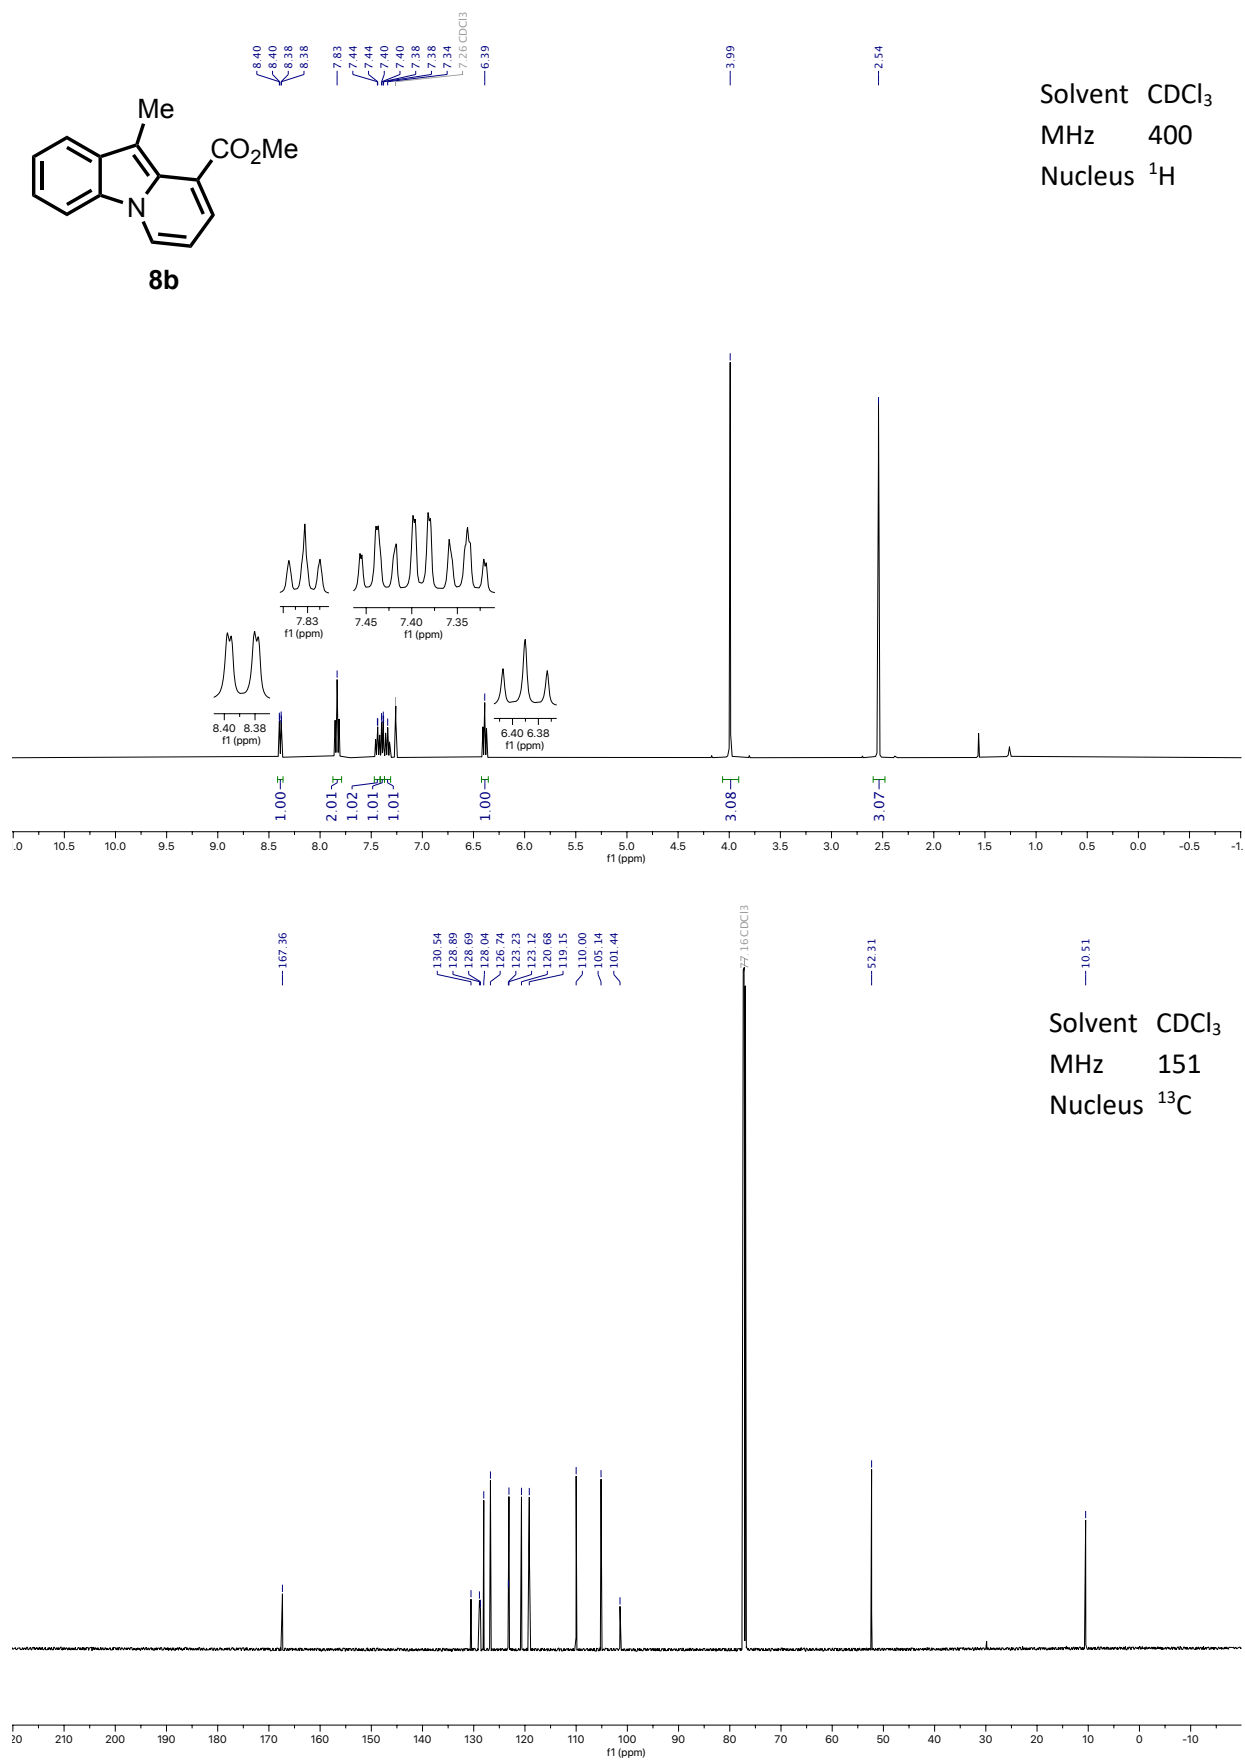 8.40
8.40
8.38
8.38
7.83
7.44
7.44
7.40
7.40
7.38
7.38
7.34
7.26 CDCl3
6.39
3.99
2.54
Solvent CDCl₃
MHz 400
Nucleus ¹H
Me
CO₂Me
N
8b
8.40 8.38
f1 (ppm)
7.83
f1 (ppm)
7.45 7.40 7.35
f1 (ppm)
6.40 6.38
f1 (ppm)
1.00
2.01
1.02
1.01
1.01
1.00
3.08
3.07
.0 10.5 10.0 9.5 9.0 8.5 8.0 7.5 7.0 6.5 6.0 5.5 5.0 4.5 4.0 3.5 3.0 2.5 2.0 1.5 1.0 0.5 0.0 -0.5 -1.
f1 (ppm)
167.36
130.54
128.89
128.69
128.04
126.74
123.23
123.12
120.68
119.15
110.00
105.14
101.44
77.16 CDCl3
52.31
10.51
Solvent CDCl₃
MHz 151
Nucleus ¹³C
20 210 200 190 180 170 160 150 140 130 120 110 100 90 80 70 60 50 40 30 20 10 0 -10
f1 (ppm)